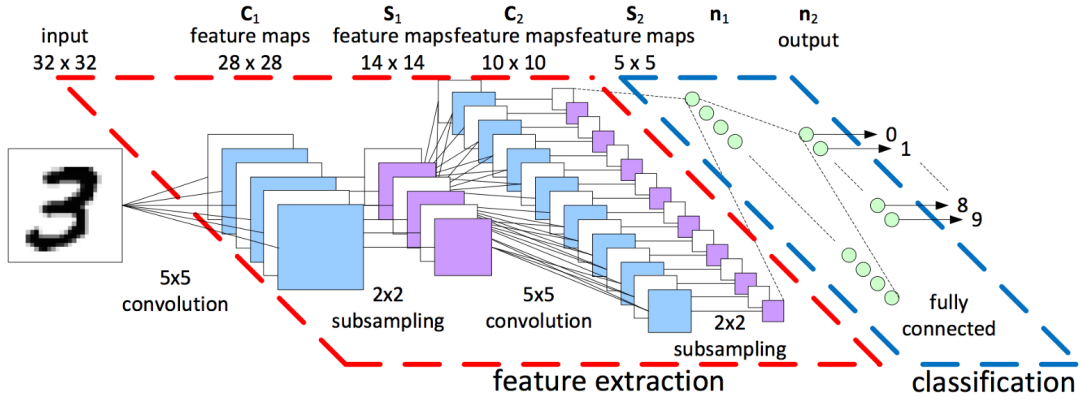 C1
S1
C2
S2
n1
n2
input
feature maps
feature maps
feature maps
feature maps
output
32 x 32
28 x 28
14 x 14
10 x 10
5 x 5
0
1
8
9
5x5
convolution
2x2
subsampling
5x5
convolution
2x2
subsampling
fully
connected
feature extraction
classification